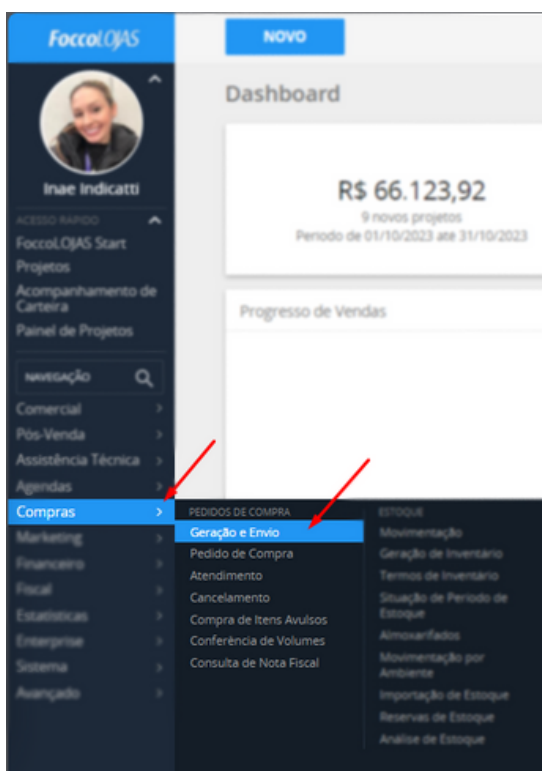 FoccoLOJAS
NOVO
Dashboard
Inae Indicatti
R$ 66.123,92
9 novos projetos
Periodo de 01/10/2023 até 31/10/2023
ACESSO RÁPIDO
FoccoLOJAS Start
Projetos
Acompanhamento de
Carteira
Painel de Projetos
Progresso de Vendas
NAVEGAÇÃO
Comercial
Pós-Venda
Assistência Técnica
Agendas
Compras
Marketing
Financeiro
Fiscal
Estatísticas
Enterprise
Sistema
Avançado
PEDIDOS DE COMPRA
Geração e Envio
Pedido de Compra
Atendimento
Cancelamento
Compra de Itens Avulsos
Conferência de Volumes
Consulta de Nota Fiscal
ESTOQUE
Movimentação
Geração de Inventário
Termos de Inventário
Situação de Periodo de
Estoque
Almoxarifados
Movimentação por
Ambiente
Importação de Estoque
Reservas de Estoque
Análise de Estoque